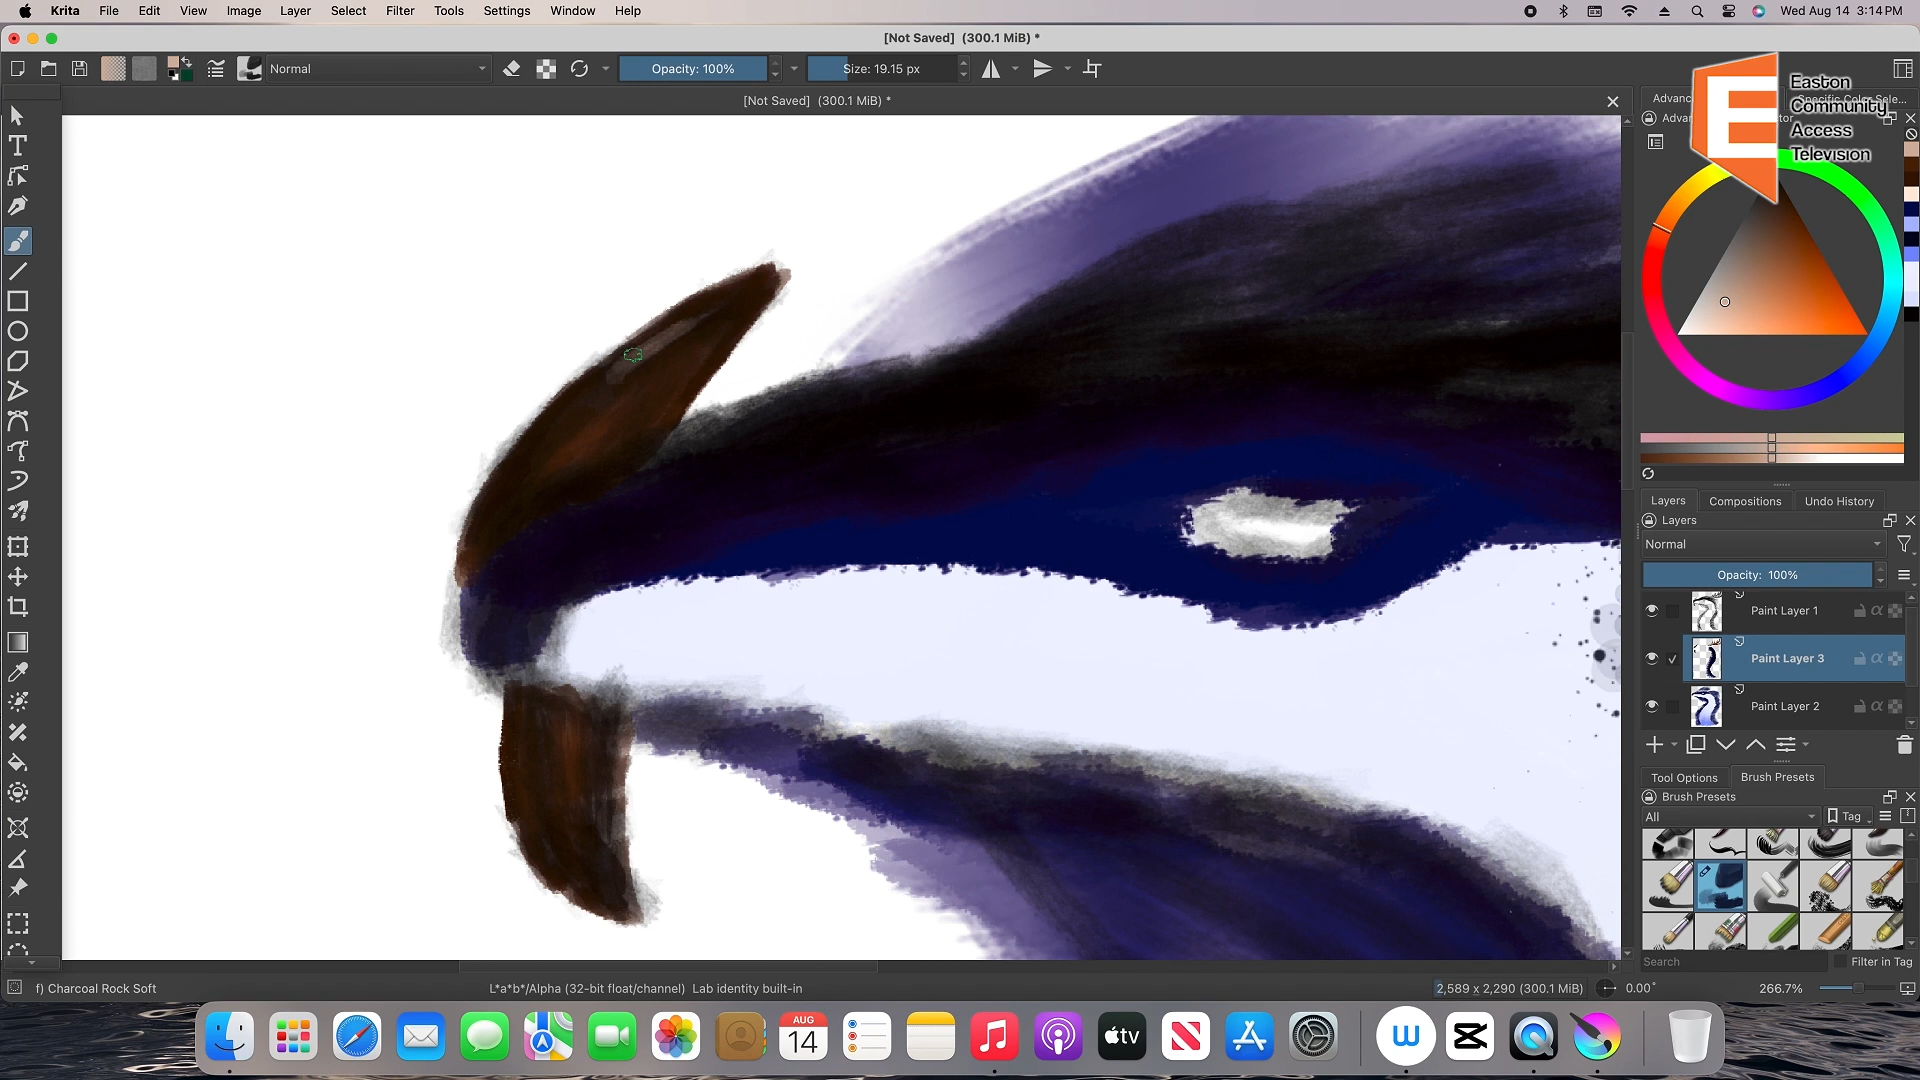 Krita File Edit View Image Layer Select Filter Tools Settings Window Help Wed Aug 14 3:14 PM
[Not Saved] (300.1 MiB) *
Normal Opacity: 100% Size: 19.15 px
[Not Saved] (300.1 MiB) *
Easton
Community
Access
Television
Layers Compositions Undo History
Layers
Normal
Opacity: 100%
Paint Layer 1
Paint Layer 3
Paint Layer 2
Tool Options Brush Presets
Brush Presets
All Tag
Search Filter in Tag
f) Charcoal Rock Soft L*a*b*/Alpha (32-bit float/channel) Lab identity built-in 2,589 x 2,290 (300.1 MiB) 0.00° 266.7%
AUG
14
tv